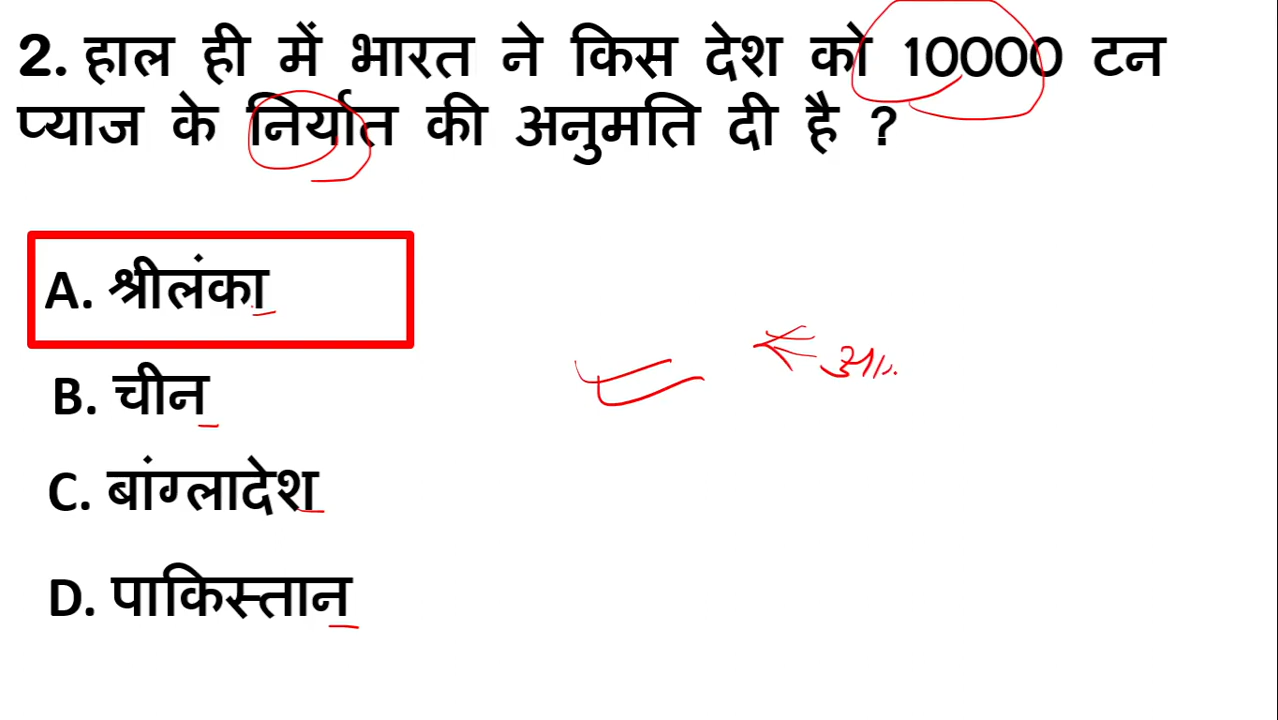 2. हाल ही में भारत ने किस देश को 10000 टन
प्याज के निर्यात की अनुमति दी है ?
A. श्रीलंका
B. चीन
C. बांग्लादेश
D. पाकिस्तान